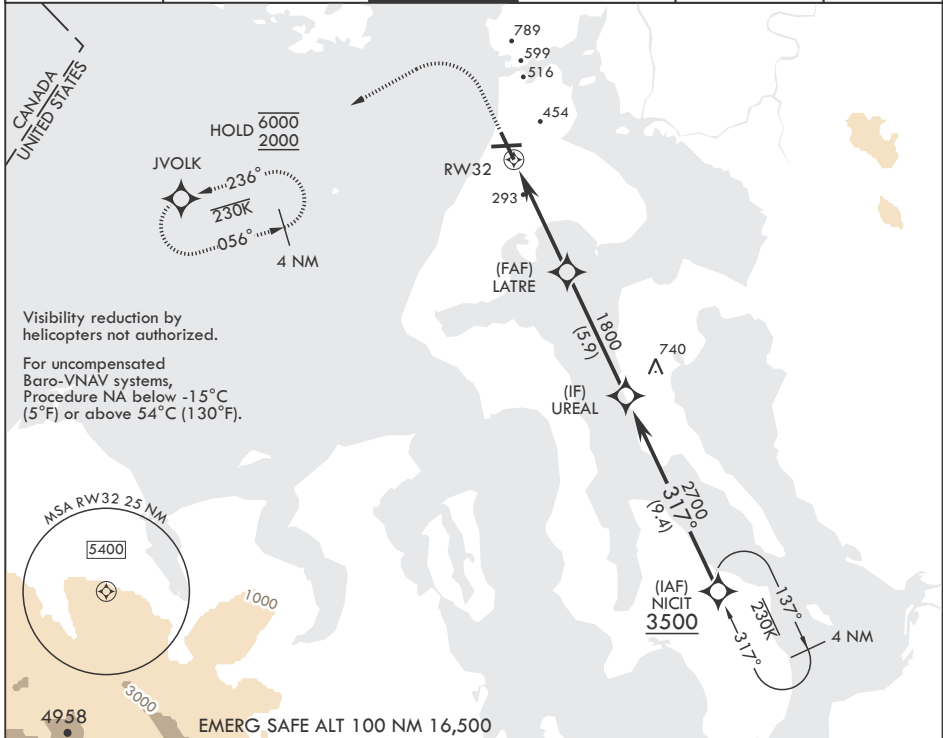 789
599
516
454
CANADA
UNITED STATES
HOLD 6000
2000
JVOLK
RW32
236°
230K
056°
4 NM
293
(FAF)
LATRE
Visibility reduction by
helicopters not authorized.
1800
(5.9)
740
For uncompensated
Baro-VNAV systems,
Procedure NA below -15°C
(5°F) or above 54°C (130°F).
(IF)
UREAL
MSA RW32 25 NM
5400
2700
317°
(9.4)
(IAF)
NICIT
3500
137°
230K
317°
4 NM
1000
3000
4958
EMERG SAFE ALT 100 NM 16,500